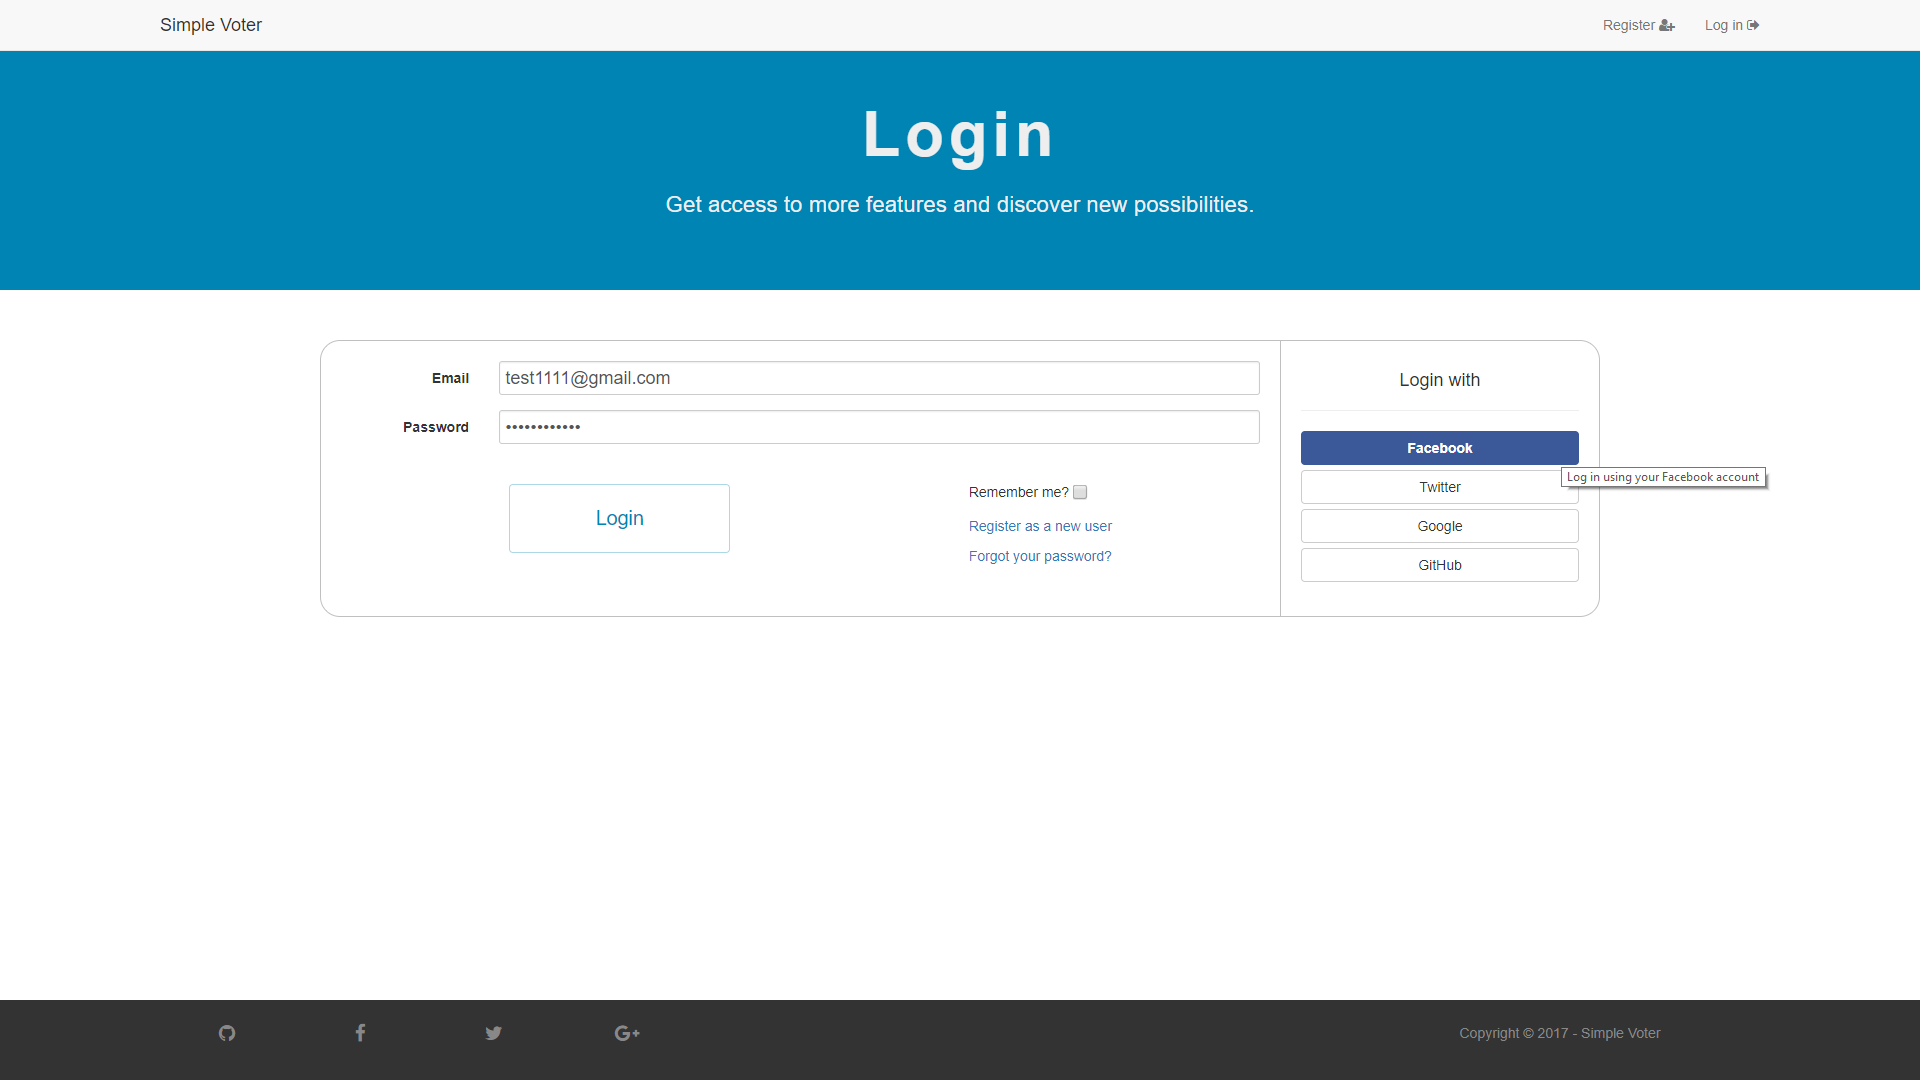 Simple Voter
Register
Log in
Login
Get access to more features and discover new possibilities.
Email
test1111@gmail.com
Password
••••••••••••
Login
Remember me?
Register as a new user
Forgot your password?
Login with
Facebook
Log in using your Facebook account
Twitter
Google
GitHub
Copyright © 2017 - Simple Voter